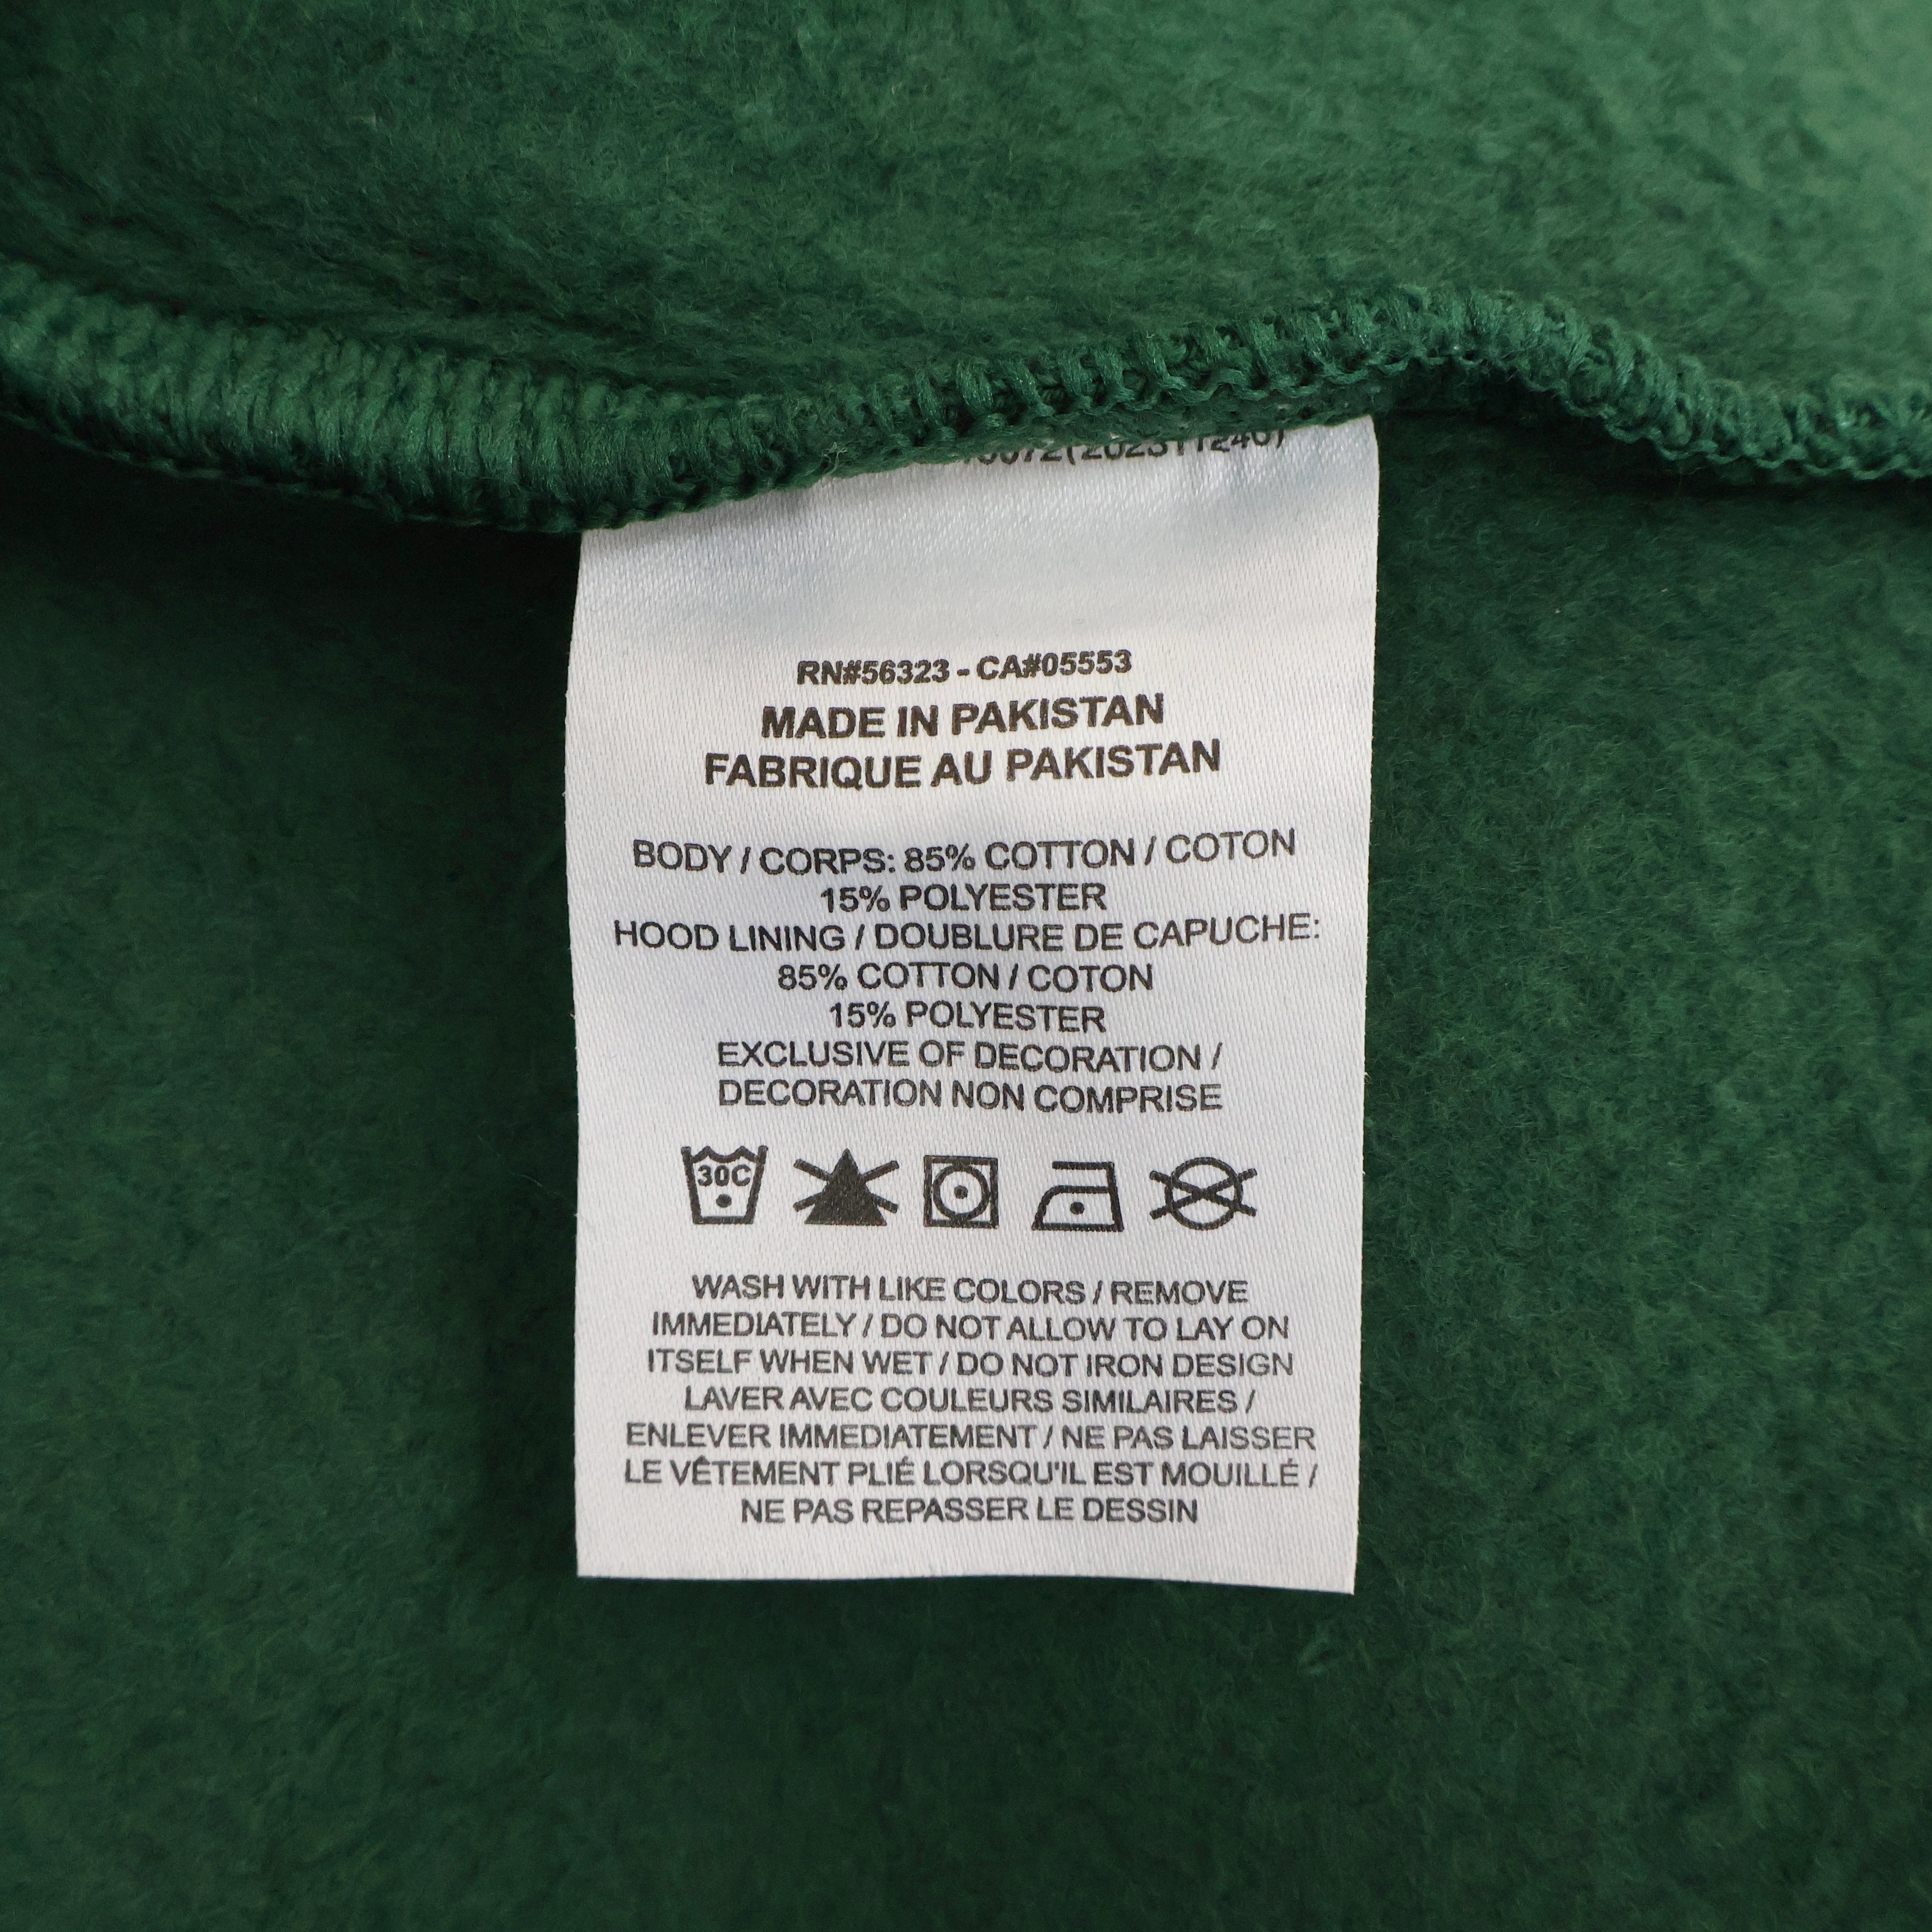 RN#56323 - CA#05553
MADE IN PAKISTAN
FABRIQUE AU PAKISTAN
BODY / CORPS: 85% COTTON / COTON
15% POLYESTER
HOOD LINING / DOUBLURE DE CAPUCHE:
85% COTTON / COTON
15% POLYESTER
EXCLUSIVE OF DECORATION /
DECORATION NON COMPRISE
30C
WASH WITH LIKE COLORS / REMOVE
IMMEDIATELY / DO NOT ALLOW TO LAY ON
ITSELF WHEN WET / DO NOT IRON DESIGN
LAVER AVEC COULEURS SIMILAIRES /
ENLEVER IMMEDIATEMENT / NE PAS LAISSER
LE VÊTEMENT PLIÉ LORSQU'IL EST MOUILLÉ /
NE PAS REPASSER LE DESSIN